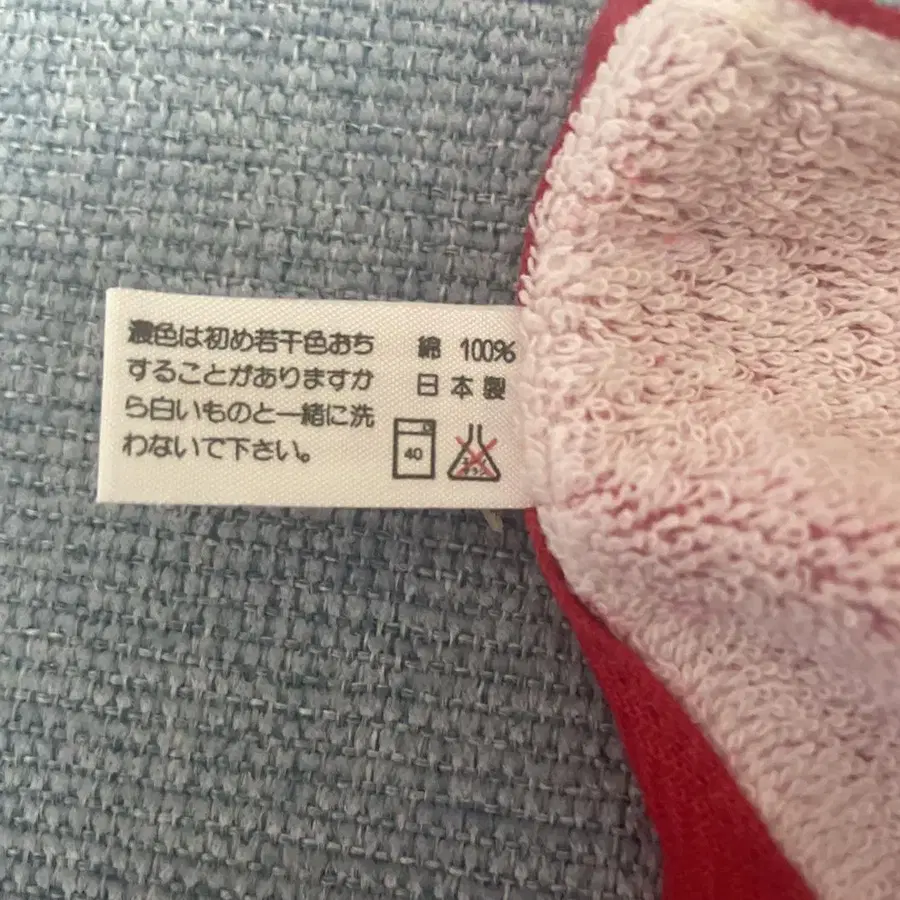 濃色は初め若干色おち
することがありますか
ら白いものと一緒に洗
わないで下さい。
綿 100%
日本製
40